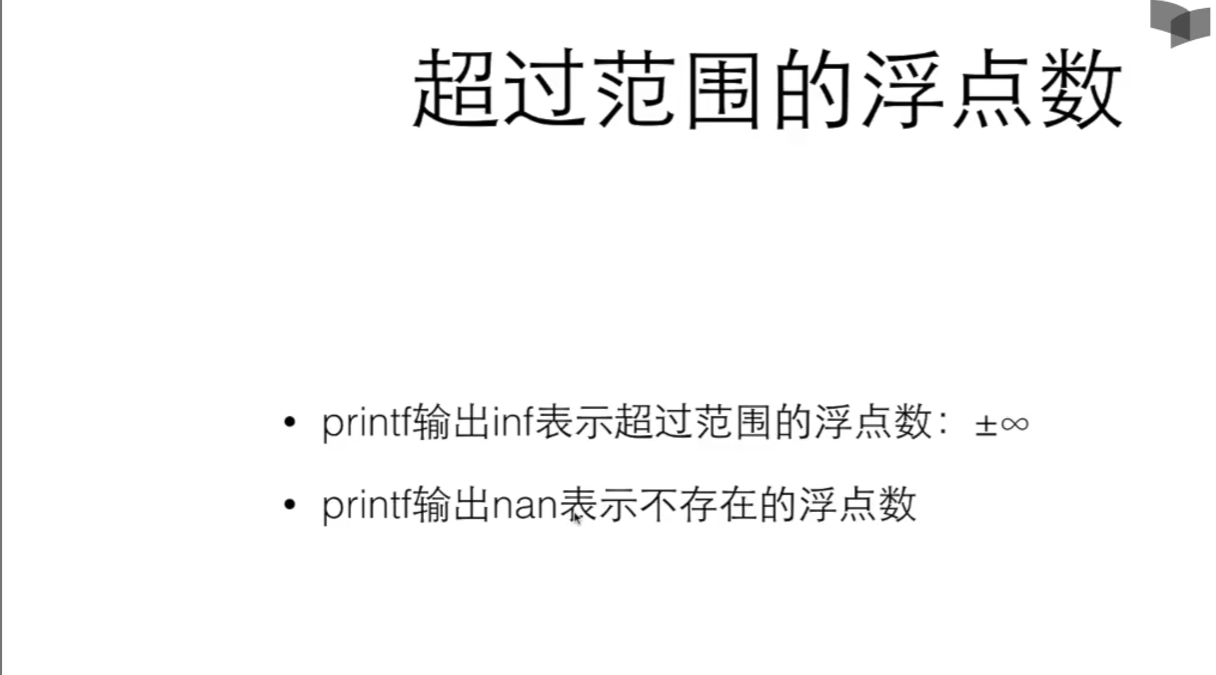 超过范围的浮点数
• printf输出inf表示超过范围的浮点数：±∞
• printf输出nan表示不存在的浮点数